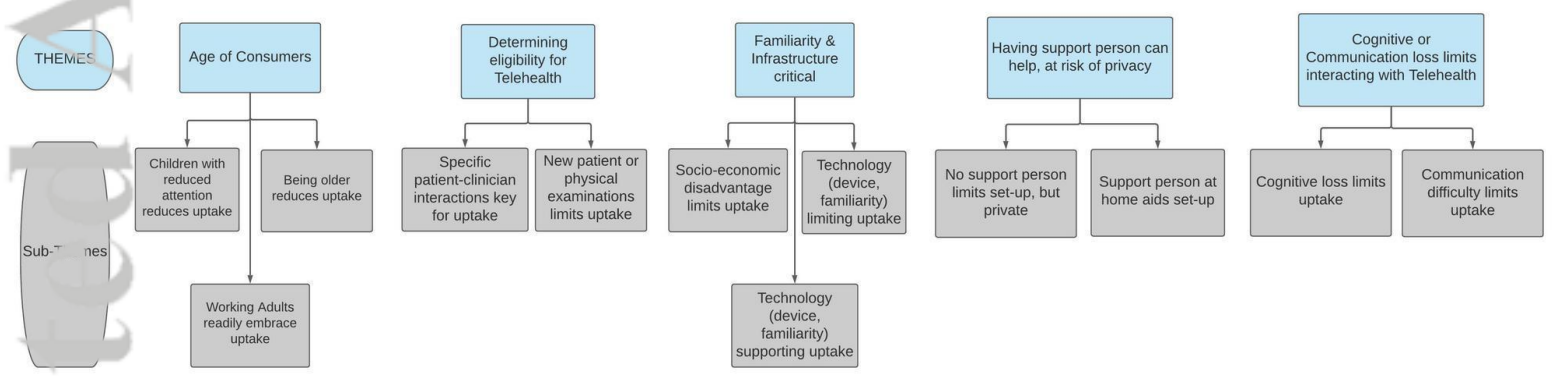 THEMES
Age of Consumers
Determining
eligibility for
Telehealth
Familiarity &
Infrastructure
critical
Having support person can
help, at risk of privacy
Cognitive or
Communication loss limits
interacting with Telehealth
Children with
reduced
attention
reduces uptake
Being older
reduces uptake
Specific
patient-clinician
interactions key
for uptake
New patient or
physical
examinations
limits uptake
Socio-economic
disadvantage
limits uptake
Technology
(device,
familiarity)
limiting uptake
No support person
limits set-up, but
private
Support person at
home aids set-up
Cognitive loss limits
uptake
Communication
difficulty limits
uptake
Sub-Themes
Working Adults
readily embrace
uptake
Technology
(device,
familiarity)
supporting uptake